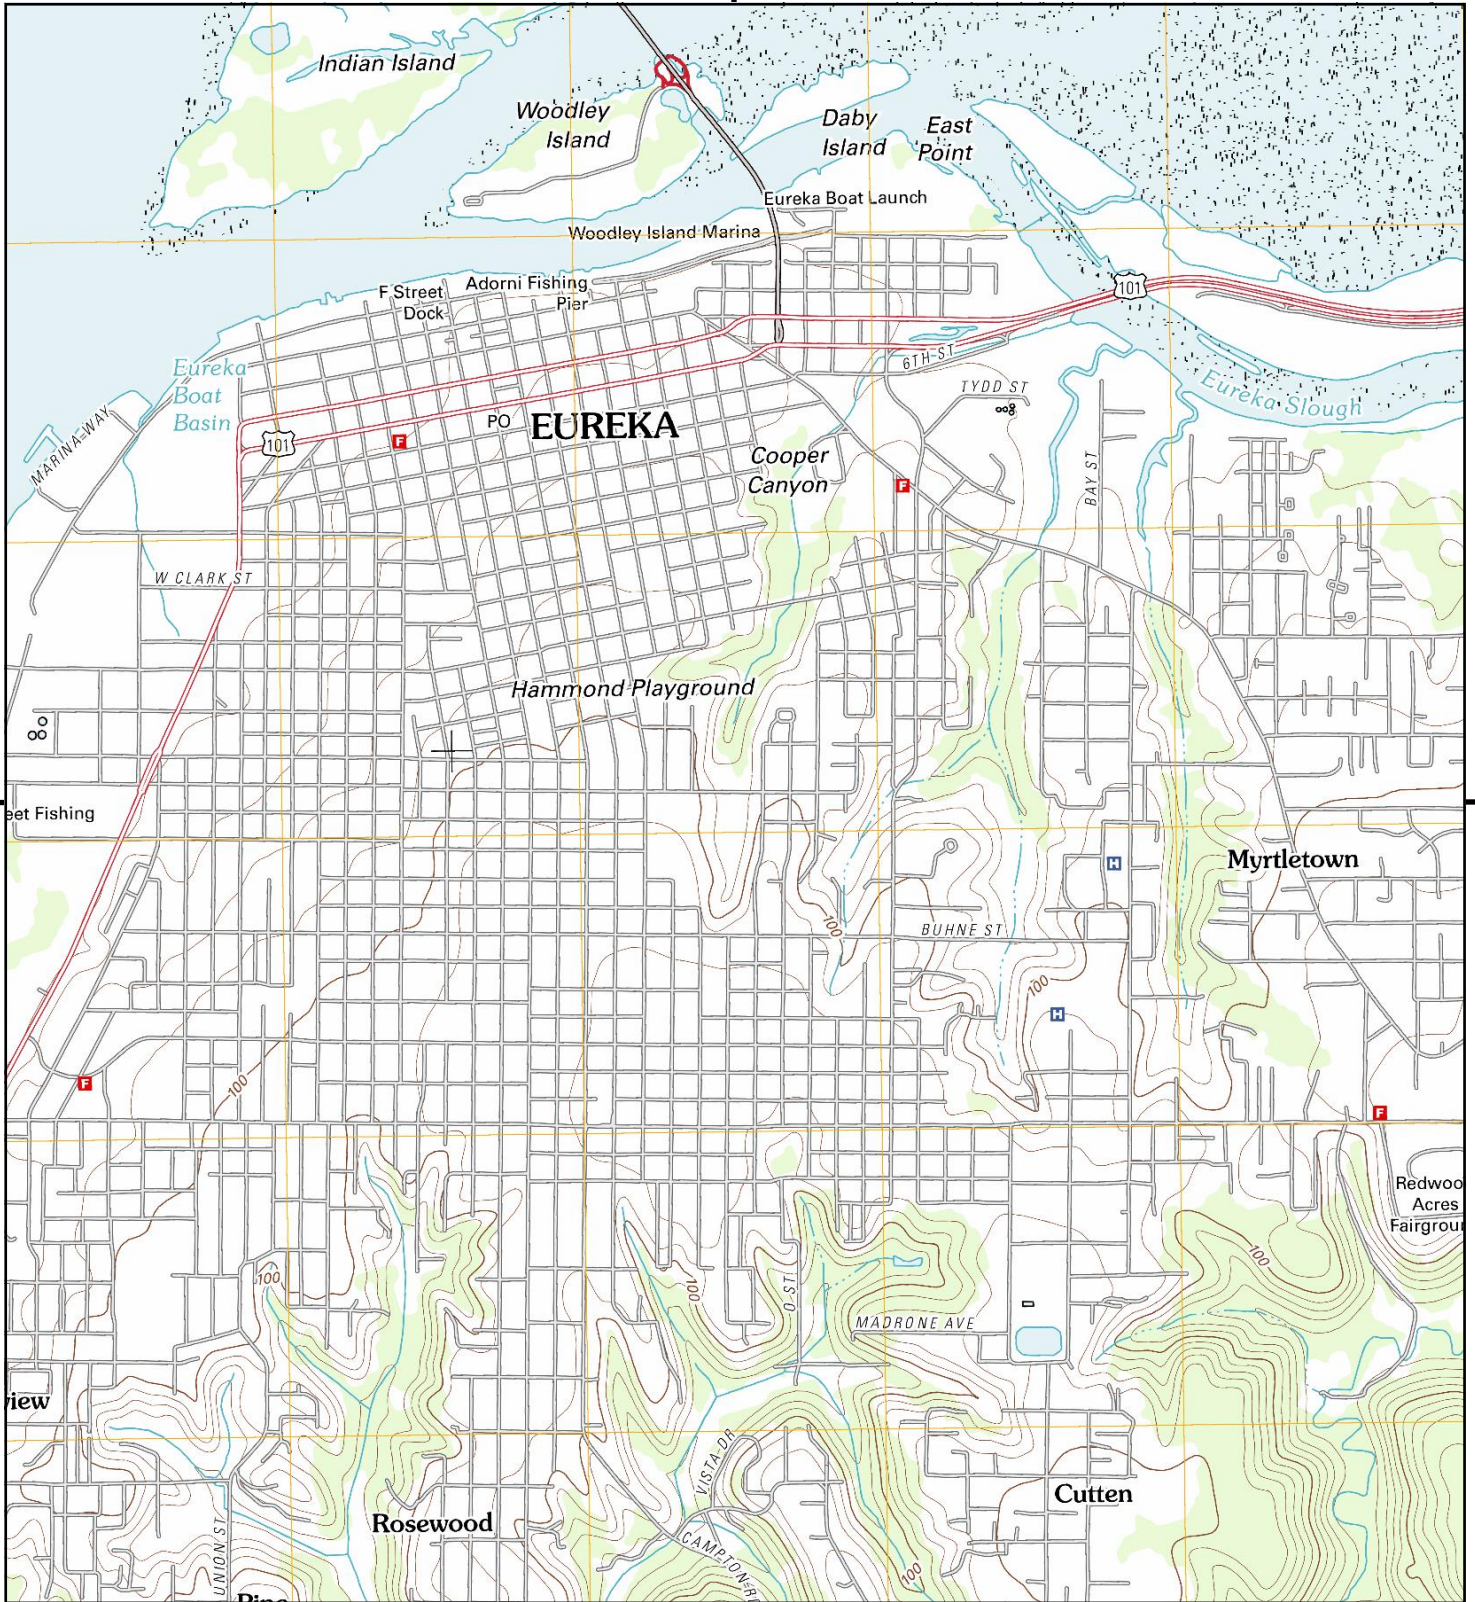 Indian Island
Woodley
Island
Daby
Island
East
Point
Eureka Boat Launch
Woodley Island Marina
Adorni Fishing
Pier
F Street
Dock
101
6TH ST
Eureka
Boat
Basin
TYDD ST
Eureka Slough
MARINA WAY
PO
EUREKA
101
F
Cooper
Canyon
F
BAY ST
W CLARK ST
Hammond Playground
eet Fishing
H
Myrtletown
100
BUHNE ST
100
H
100
F
F
Redwoo
Acres
Fairgrou
100
100
100
O ST
MADRONE AVE
view
VISTA DR
Cutten
Rosewood
UNION ST
CAMPTON RD
100
Pine